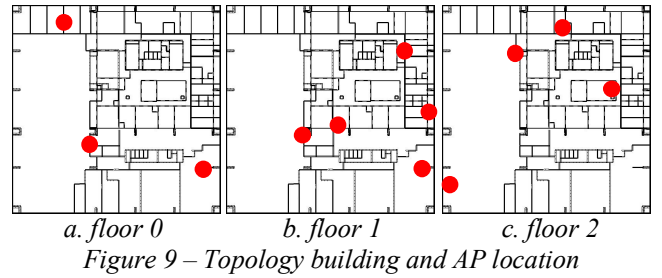 a. floor 0 b. floor 1 c. floor 2
Figure 9 – Topology building and AP location